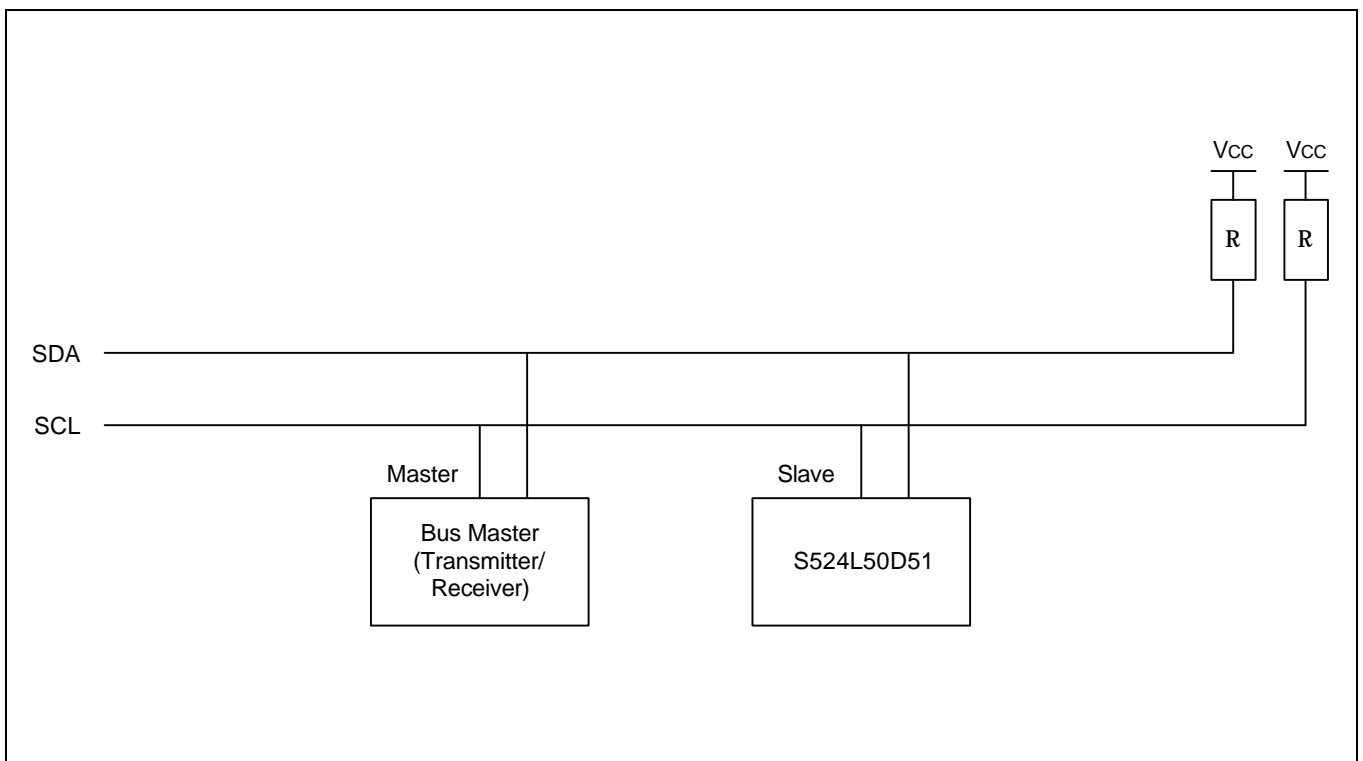 Vcc Vcc
R R
SDA
SCL
Master
Slave
Bus Master
(Transmitter/
Receiver)
S524L50D51